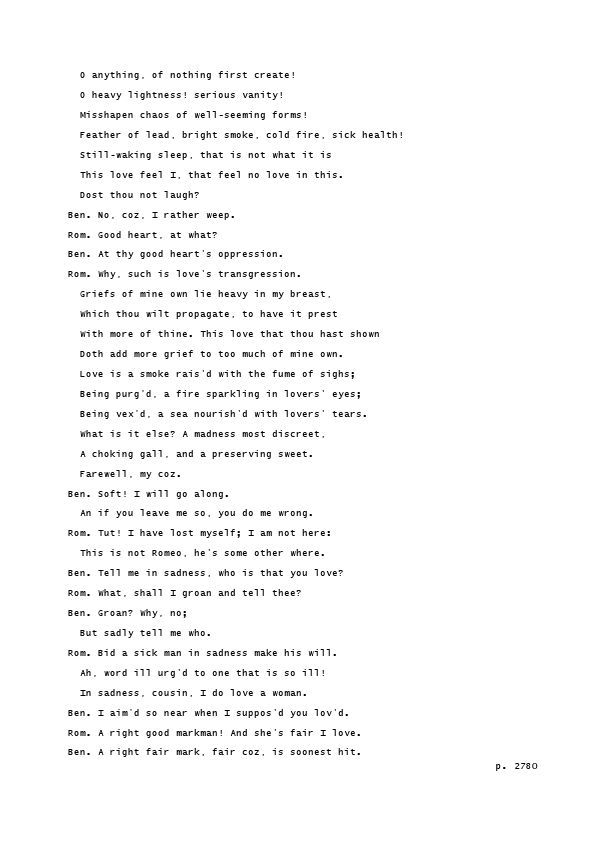 O anything, of nothing first create!
O heavy lightness! serious vanity!
Misshapen chaos of well-seeming forms!
Feather of lead, bright smoke, cold fire, sick health!
Still-waking sleep, that is not what it is
This love feel I, that feel no love in this.
Dost thou not laugh?
Ben. No, coz, I rather weep.
Rom. Good heart, at what?
Ben. At thy good heart's oppression.
Rom. Why, such is love's transgression.
Griefs of mine own lie heavy in my breast,
Which thou wilt propagate, to have it prest
With more of thine. This love that thou hast shown
Doth add more grief to too much of mine own.
Love is a smoke rais'd with the fume of sighs;
Being purg'd, a fire sparkling in lovers' eyes;
Being vex'd, a sea nourish'd with lovers' tears.
What is it else? A madness most discreet,
A choking gall, and a preserving sweet.
Farewell, my coz.
Ben. Soft! I will go along.
An if you leave me so, you do me wrong.
Rom. Tut! I have lost myself; I am not here:
This is not Romeo, he's some other where.
Ben. Tell me in sadness, who is that you love?
Rom. What, shall I groan and tell thee?
Ben. Groan? Why, no;
But sadly tell me who.
Rom. Bid a sick man in sadness make his will.
Ah, word ill urg'd to one that is so ill!
In sadness, cousin, I do love a woman.
Ben. I aim'd so near when I suppos'd you lov'd.
Rom. A right good markman! And she's fair I love.
Ben. A right fair mark, fair coz, is soonest hit.
p. 2780